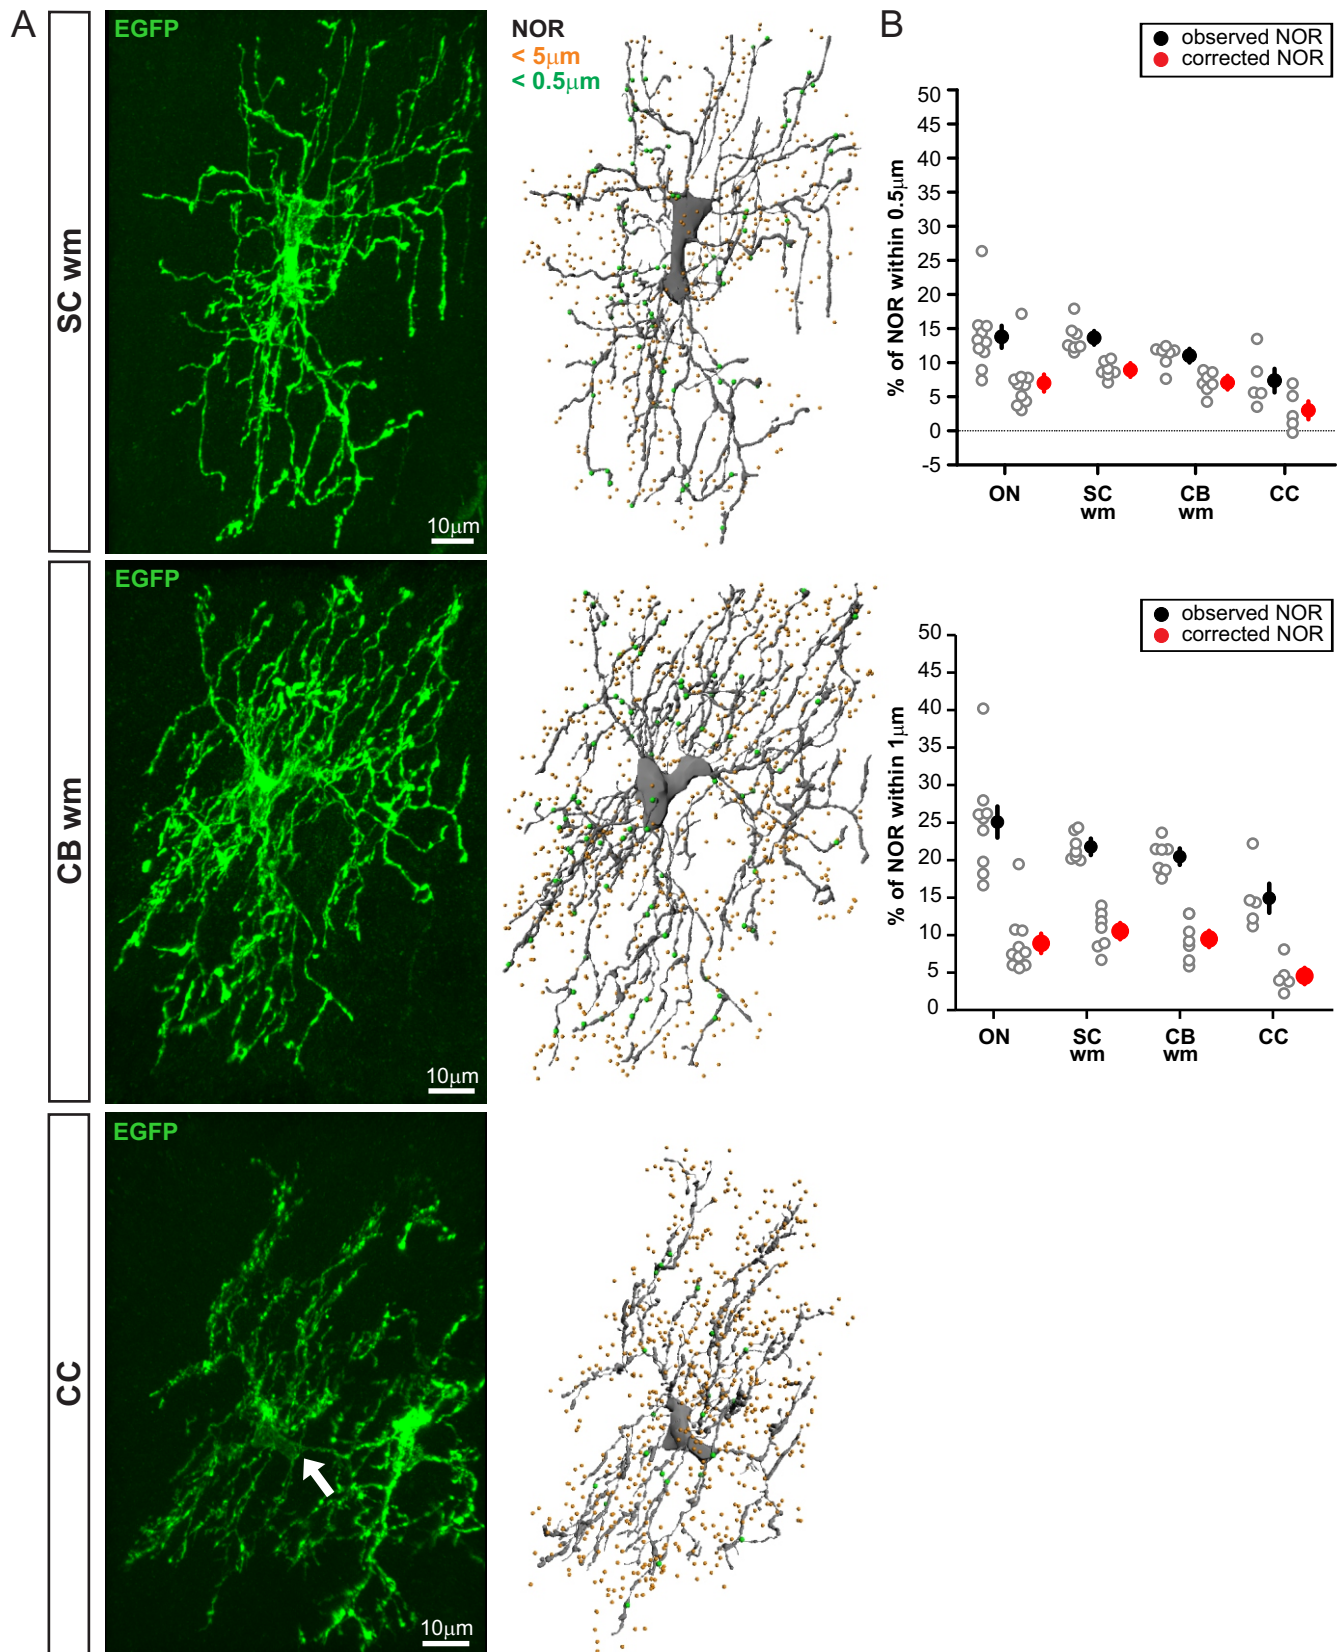 A
EGFP
NOR
< 5µm
< 0.5µm
SC wm
10µm
B
observed NOR
corrected NOR
% of NOR within 0.5µm
50
45
40
35
30
25
20
15
10
5
0
-5
ON
SC wm
CB wm
CC
EGFP
CB wm
10µm
observed NOR
corrected NOR
% of NOR within 1µm
50
45
40
35
30
25
20
15
10
5
0
ON
SC wm
CB wm
CC
EGFP
CC
10µm